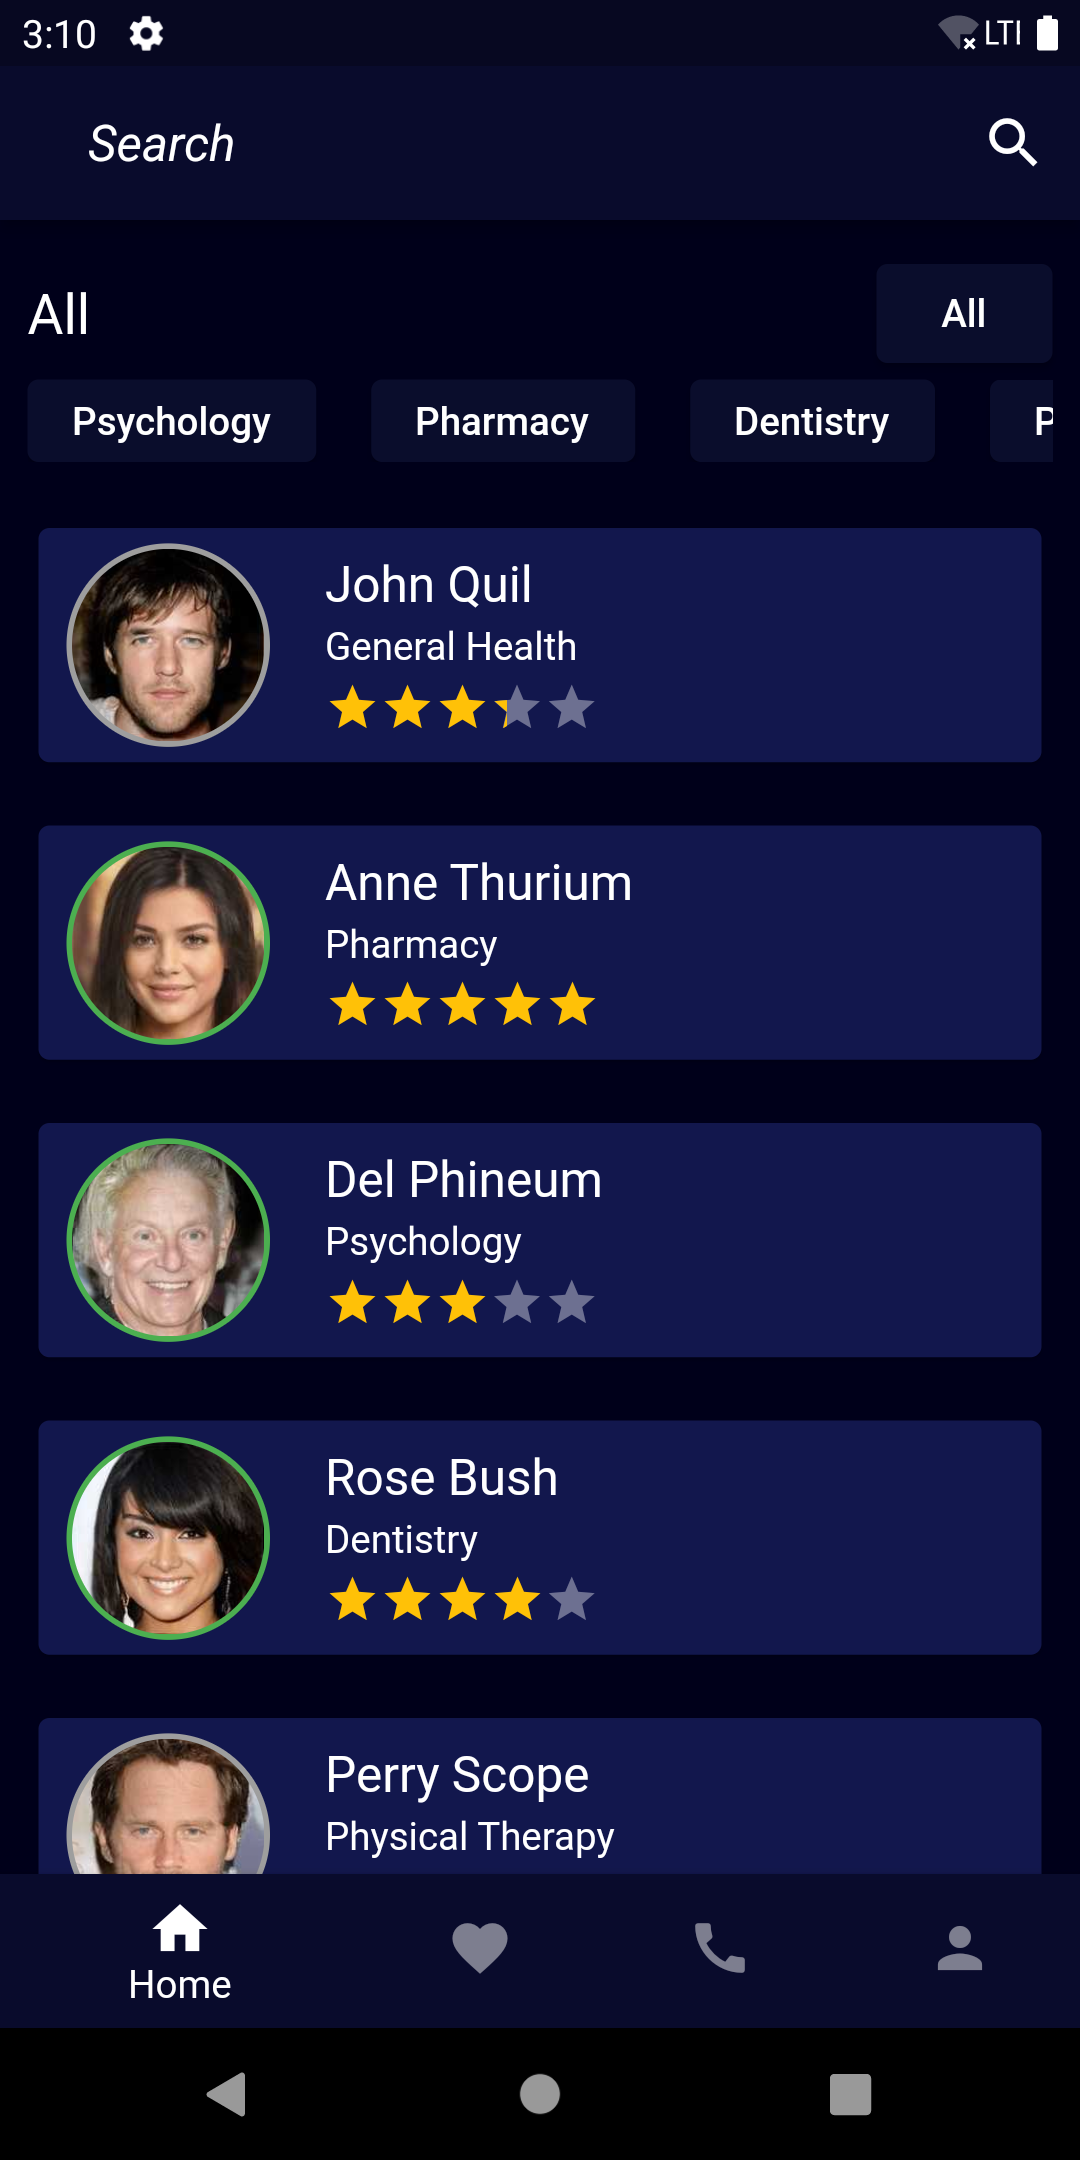 3:10 LTE
Search
All All
Psychology Pharmacy Dentistry P
John Quil
General Health
Anne Thurium
Pharmacy
Del Phineum
Psychology
Rose Bush
Dentistry
Perry Scope
Physical Therapy
Home